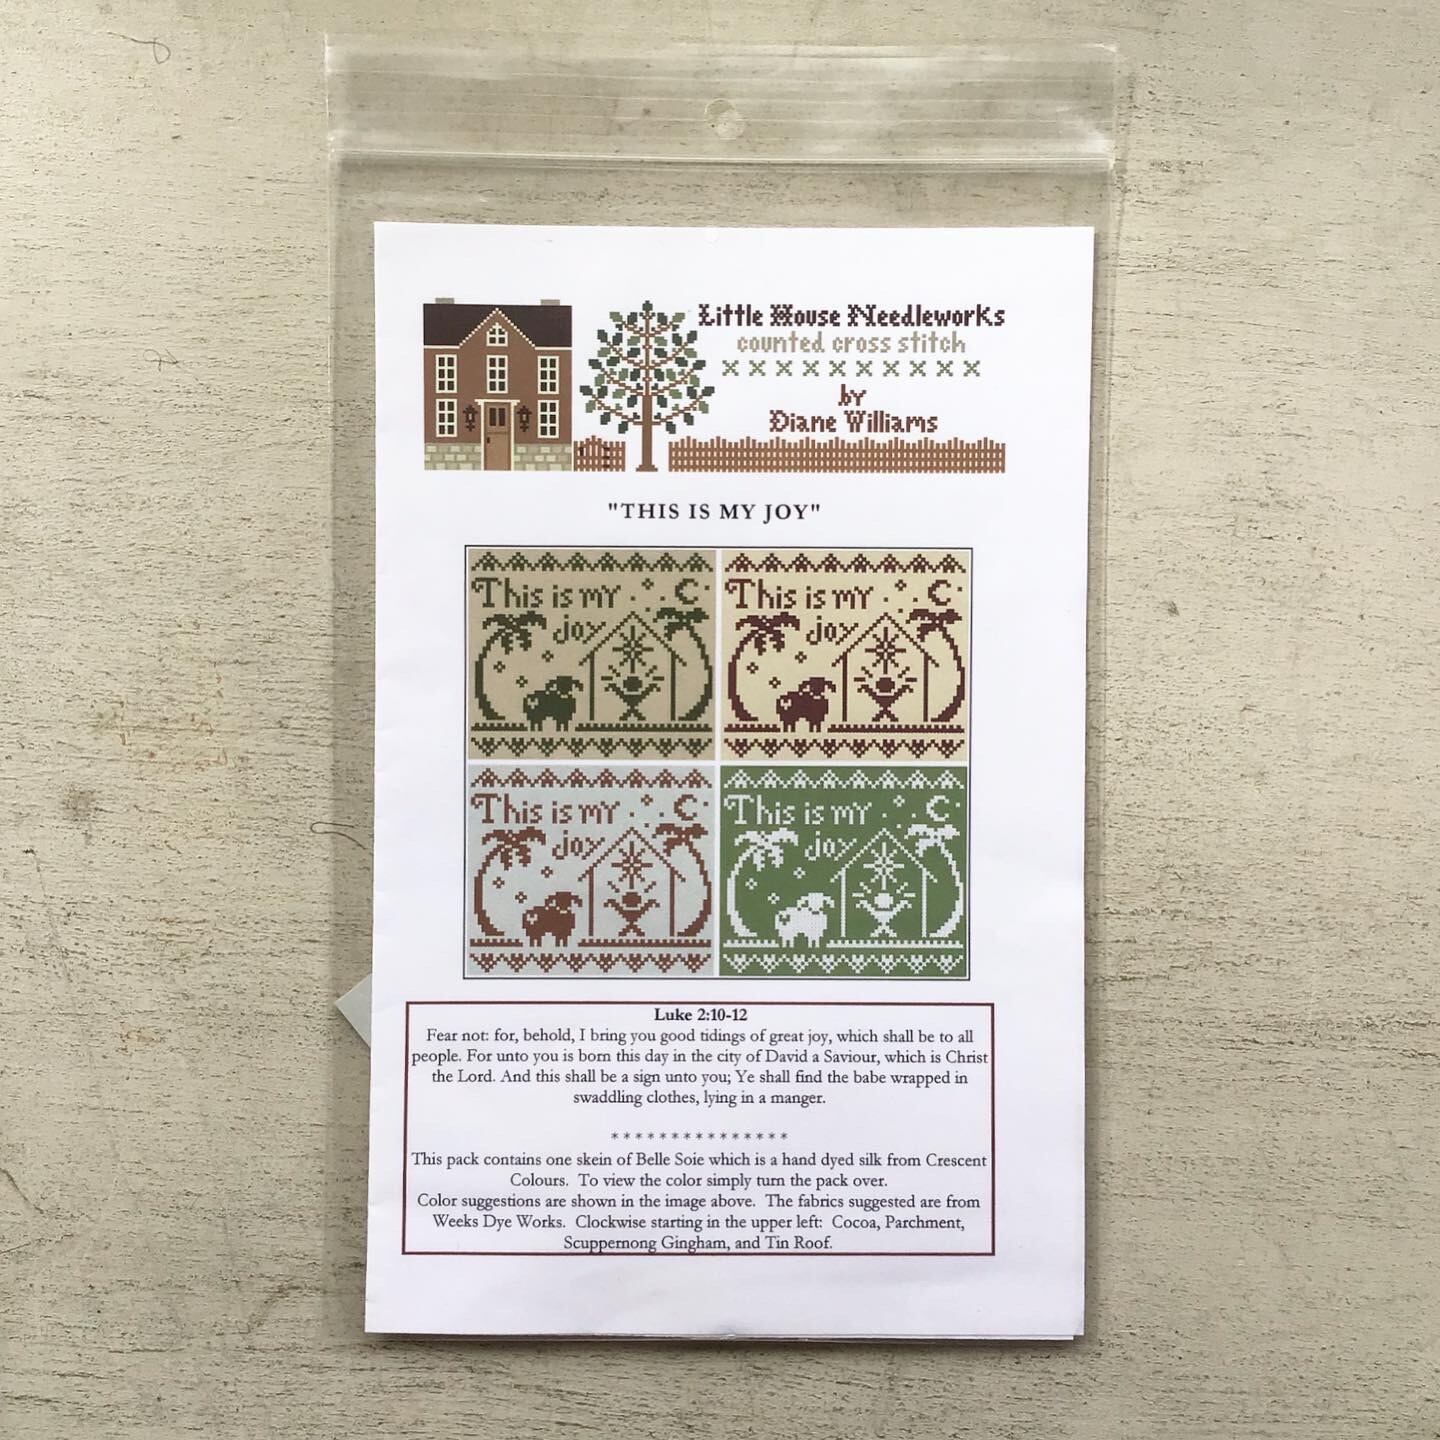 Little House Needleworks
counted cross stitch
by
Diane Williams
"THIS IS MY JOY"
This is my
joy
This is my
joy
This is my
joy
This is my
joy
Luke 2:10-12
Fear not: for, behold, I bring you good tidings of great joy, which shall be to all
people. For unto you is born this day in the city of David a Saviour, which is Christ
the Lord. And this shall be a sign unto you; Ye shall find the babe wrapped in
swaddling clothes, lying in a manger.
* * * * * * * * * * * * * * *
This pack contains one skein of Belle Soie which is a hand dyed silk from Crescent
Colours. To view the color simply turn the pack over.
Color suggestions are shown in the image above. The fabrics suggested are from
Weeks Dye Works. Clockwise starting in the upper left: Cocoa, Parchment,
Scuppernong Gingham, and Tin Roof.